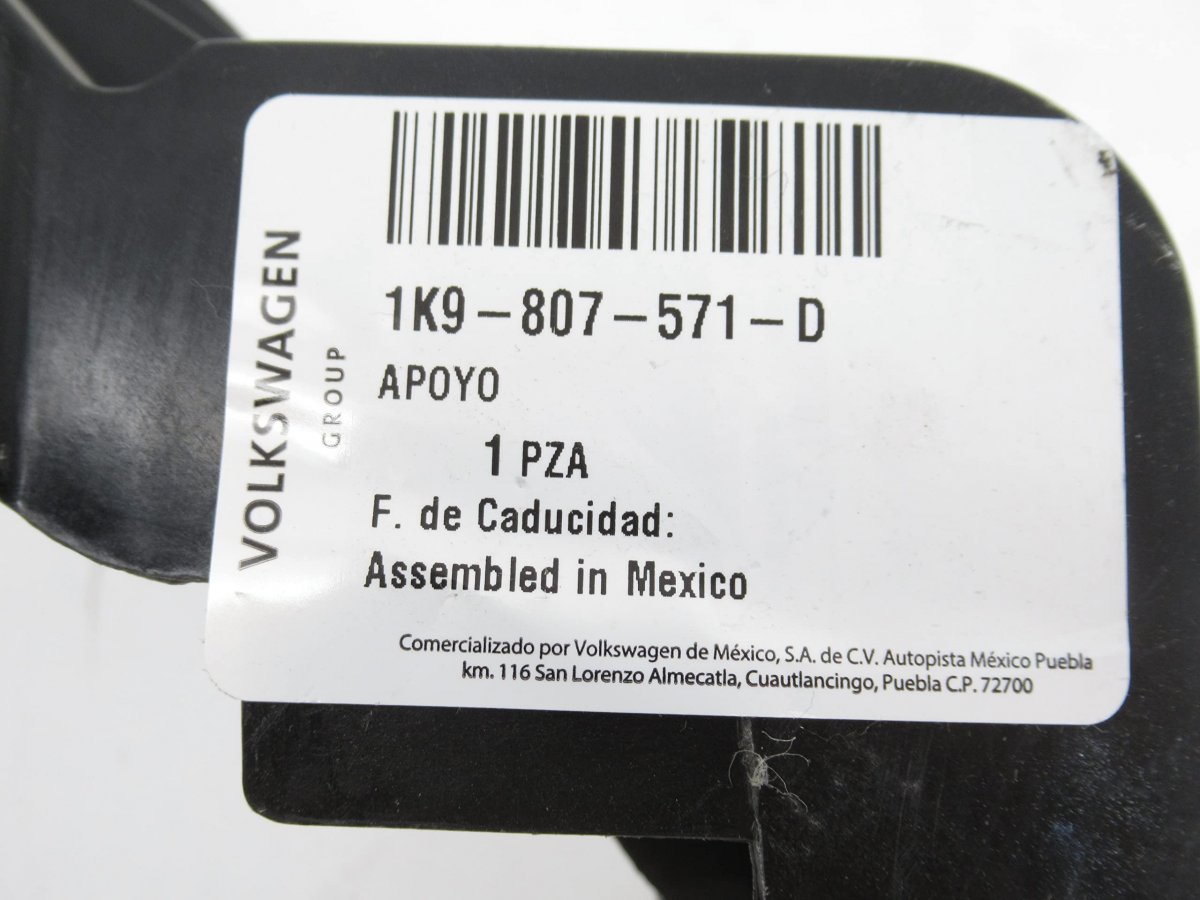 VOLKSWAGEN
GROUP
1K9-807-571-D
APOYO
1 PZA
F. de Caducidad:
Assembled in Mexico
Comercializado por Volkswagen de México, S.A. de C.V. Autopista México Puebla
km. 116 San Lorenzo Almecatla, Cuautlancingo, Puebla C.P. 72700